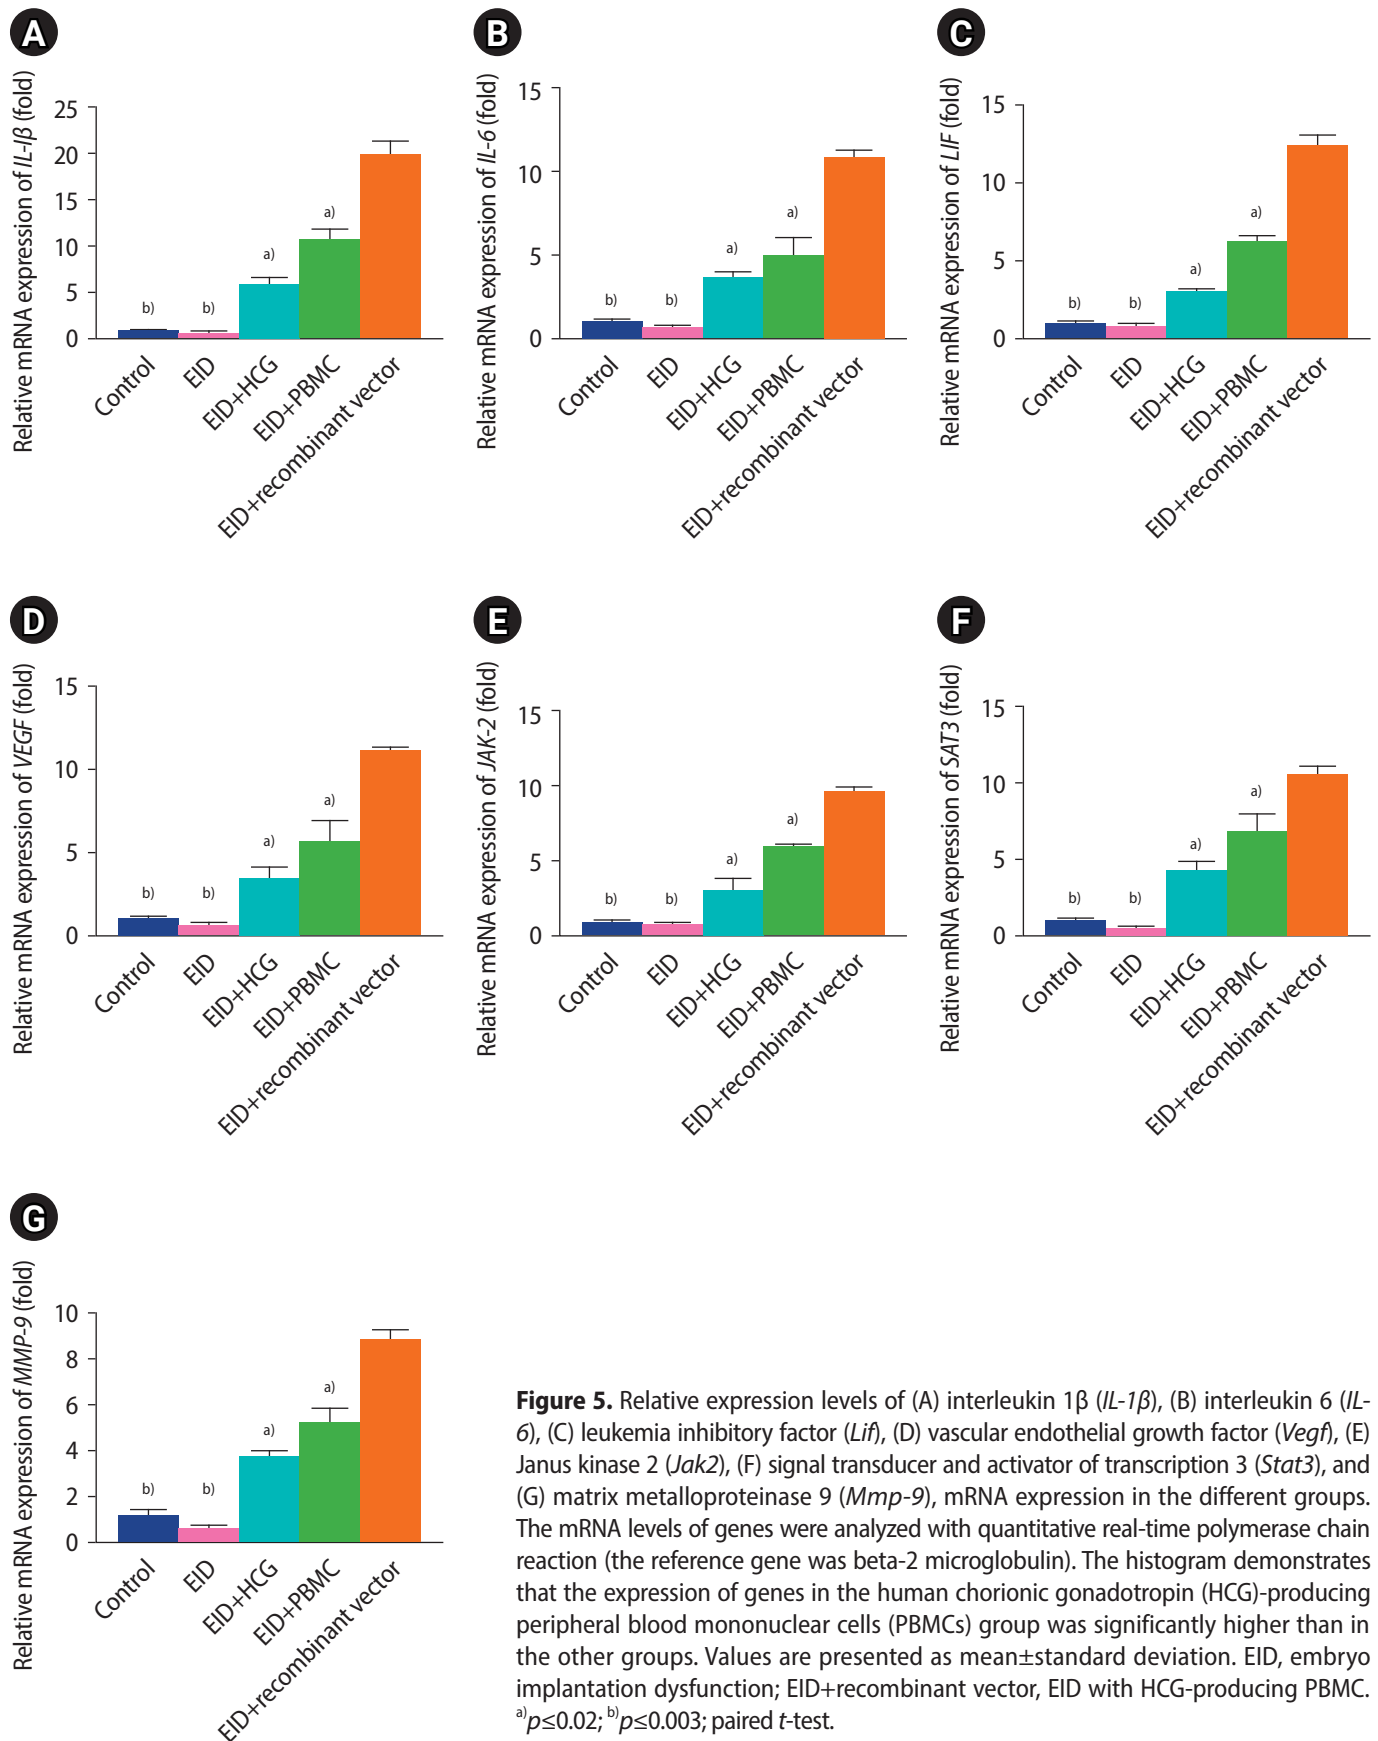 A
Relative mRNA expression of IL-Iβ (fold)
25
20
15
10
5
0
b)
b)
a)
a)
Control
EID
EID+HCG
EID+PBMC
EID+recombinant vector
B
Relative mRNA expression of IL-6 (fold)
15
10
5
0
b)
b)
a)
a)
Control
EID
EID+HCG
EID+PBMC
EID+recombinant vector
C
Relative mRNA expression of LIF (fold)
15
10
5
0
b)
b)
a)
a)
Control
EID
EID+HCG
EID+PBMC
EID+recombinant vector
D
Relative mRNA expression of VEGF (fold)
15
10
5
0
b)
b)
a)
a)
Control
EID
EID+HCG
EID+PBMC
EID+recombinant vector
E
Relative mRNA expression of JAK-2 (fold)
15
10
5
0
b)
b)
a)
a)
Control
EID
EID+HCG
EID+PBMC
EID+recombinant vector
F
Relative mRNA expression of SAT3 (fold)
15
10
5
0
b)
b)
a)
a)
Control
EID
EID+HCG
EID+PBMC
EID+recombinant vector
G
Relative mRNA expression of MMP-9 (fold)
10
8
6
4
2
0
b)
b)
a)
a)
Control
EID
EID+HCG
EID+PBMC
EID+recombinant vector
Figure 5. Relative expression levels of (A) interleukin 1β (IL-1β), (B) interleukin 6 (IL-
6), (C) leukemia inhibitory factor (Lif), (D) vascular endothelial growth factor (Vegf), (E)
Janus kinase 2 (Jak2), (F) signal transducer and activator of transcription 3 (Stat3), and
(G) matrix metalloproteinase 9 (Mmp-9), mRNA expression in the different groups.
The mRNA levels of genes were analyzed with quantitative real-time polymerase chain
reaction (the reference gene was beta-2 microglobulin). The histogram demonstrates
that the expression of genes in the human chorionic gonadotropin (HCG)-producing
peripheral blood mononuclear cells (PBMCs) group was significantly higher than in
the other groups. Values are presented as mean±standard deviation. EID, embryo
implantation dysfunction; EID+recombinant vector, EID with HCG-producing PBMC.
a)p≤0.02; b)p≤0.003; paired t-test.